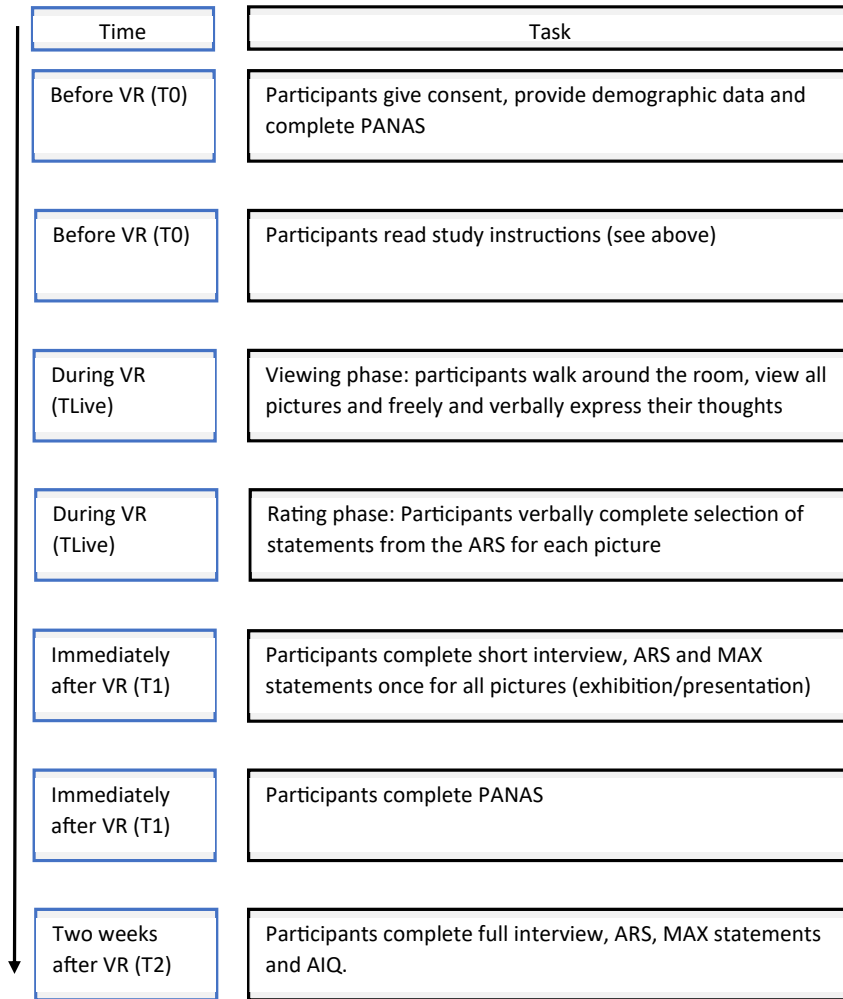 Time
Task
Before VR (T0)
Participants give consent, provide demographic data and
complete PANAS
Before VR (T0)
Participants read study instructions (see above)
During VR
(TLive)
Viewing phase: participants walk around the room, view all
pictures and freely and verbally express their thoughts
During VR
(TLive)
Rating phase: Participants verbally complete selection of
statements from the ARS for each picture
Immediately
after VR (T1)
Participants complete short interview, ARS and MAX
statements once for all pictures (exhibition/presentation)
Immediately
after VR (T1)
Participants complete PANAS
Two weeks
after VR (T2)
Participants complete full interview, ARS, MAX statements
and AIQ.